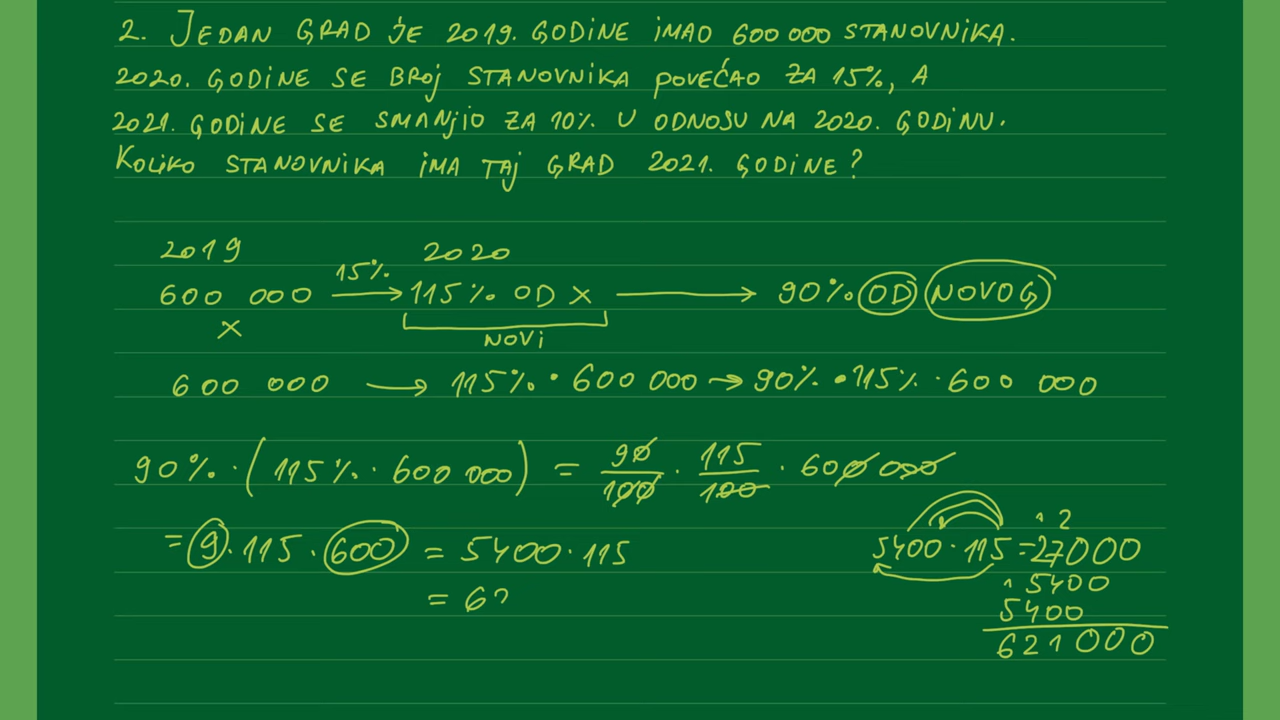 2. JEDAN GRAD JE 2019. GODINE IMAO 600 000 STANOVNIKA.
2020. GODINE SE BROJ STANOVNIKA POVEĆAO ZA 15%, A
2021. GODINE SE SMANJIO ZA 10% U ODNOSU NA 2020. GODINU.
KOLIKO STANOVNIKA IMA TAJ GRAD 2021. GODINE?
2019 2020
600 000 15%→ 115% OD X → 90% OD NOVOG
X NOVI
600 000 → 115% · 600 000 → 90% · 115% · 600 000
90% · (115% · 600 000) = 90/100 · 115/100 · 600 000
= 9 · 115 · 600 = 5400 · 115
= 62
2
5400 · 115 = 27000
5400
5400
621000